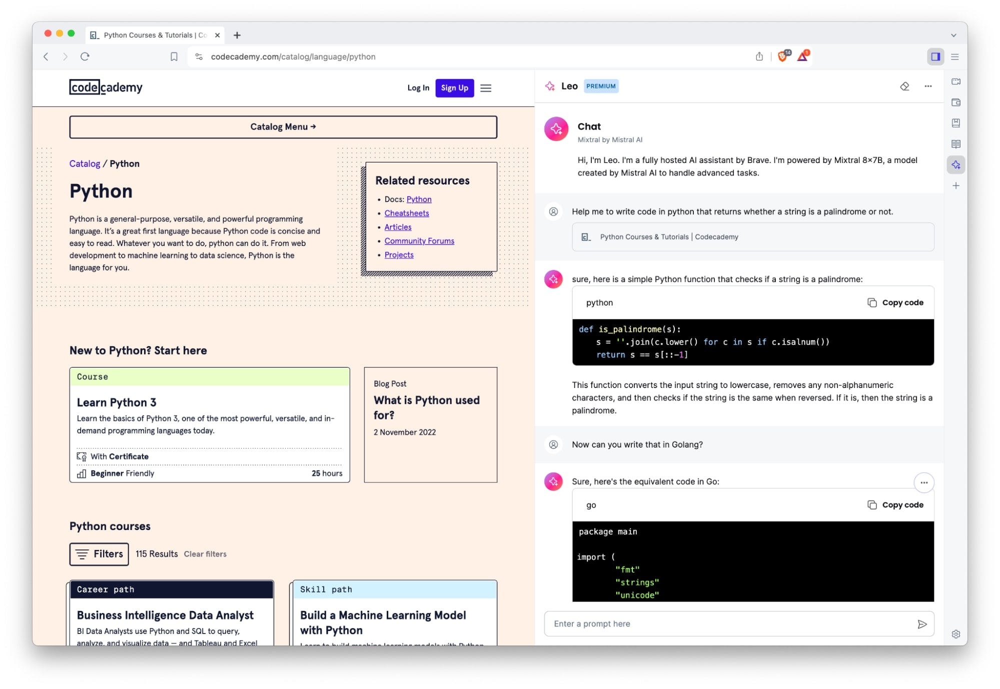 Python Courses & Tutorials | Co
codecademy.com/catalog/language/python
14
1
codecademy
Log In
Sign Up
Catalog Menu →
Catalog / Python
Python
Python is a general-purpose, versatile, and powerful programming
language. It's a great first language because Python code is concise and
easy to read. Whatever you want to do, python can do it. From web
development to machine learning to data science, Python is the
language for you.
Related resources
• Docs: Python
• Cheatsheets
• Articles
• Community Forums
• Projects
New to Python? Start here
Course
Learn Python 3
Learn the basics of Python 3, one of the most powerful, versatile, and in-
demand programming languages today.
With Certificate
Beginner Friendly
25 hours
Blog Post
What is Python used
for?
2 November 2022
Python courses
Filters
115 Results
Clear filters
Career path
Business Intelligence Data Analyst
BI Data Analysts use Python and SQL to query,
analyze, and visualize data — and Tableau and Excel
Skill path
Build a Machine Learning Model
with Python
Learn to build machine learning models with Python
Leo
PREMIUM
Chat
Mixtral by Mistral AI
Hi, I'm Leo. I'm a fully hosted AI assistant by Brave. I'm powered by Mixtral 8×7B, a model
created by Mistral AI to handle advanced tasks.
Help me to write code in python that returns whether a string is a palindrome or not.
Python Courses & Tutorials | Codecademy
sure, here is a simple Python function that checks if a string is a palindrome:
python
Copy code
def is_palindrome(s):
    s = ''.join(c.lower() for c in s if c.isalnum())
    return s == s[::-1]
This function converts the input string to lowercase, removes any non-alphanumeric
characters, and then checks if the string is the same when reversed. If it is, then the string is a
palindrome.
Now can you write that in Golang?
Sure, here's the equivalent code in Go:
go
Copy code
package main
import (
        "fmt"
        "strings"
        "unicode"
Enter a prompt here